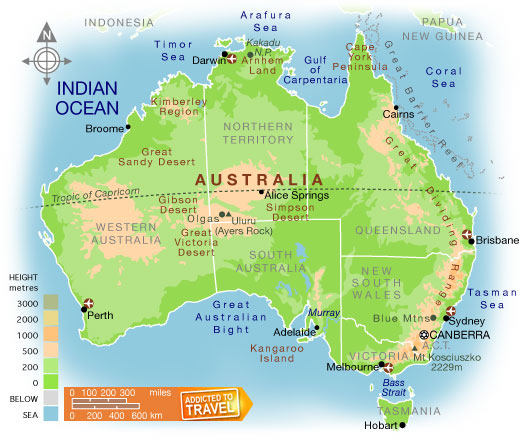 INDONESIA
Arafura
Sea
PAPUA
NEW GUINEA
N
Timor
Sea
Kakadu
N.P.
Darwin
Arnhem
Land
Gulf
of
Carpentaria
Cape
York
Peninsula
Coral
Sea
Great Barrier Reef
INDIAN
OCEAN
Kimberley
Region
Broome
Cairns
NORTHERN
TERRITORY
Great
Sandy Desert
Great Dividing Range
AUSTRALIA
Tropic of Capricorn
Alice Springs
Gibson
Desert
Simpson
Desert
Olgas
Uluru
(Ayers Rock)
WESTERN
AUSTRALIA
Great
Victoria
Desert
QUEENSLAND
Brisbane
SOUTH
AUSTRALIA
HEIGHT
metres
3000
2000
1000
500
200
0
BELOW
SEA
NEW
SOUTH
WALES
Tasman
Sea
Perth
Great
Australian
Bight
Murray
Blue Mtns
Sydney
Adelaide
CANBERRA
A.C.T.
Kangaroo
Island
VICTORIA
Mt Kosciuszko
2229m
Melbourne
Bass
Strait
0 100 200 300 miles
0 200 400 600 km
ADDICTED TO
TRAVEL
TASMANIA
Hobart